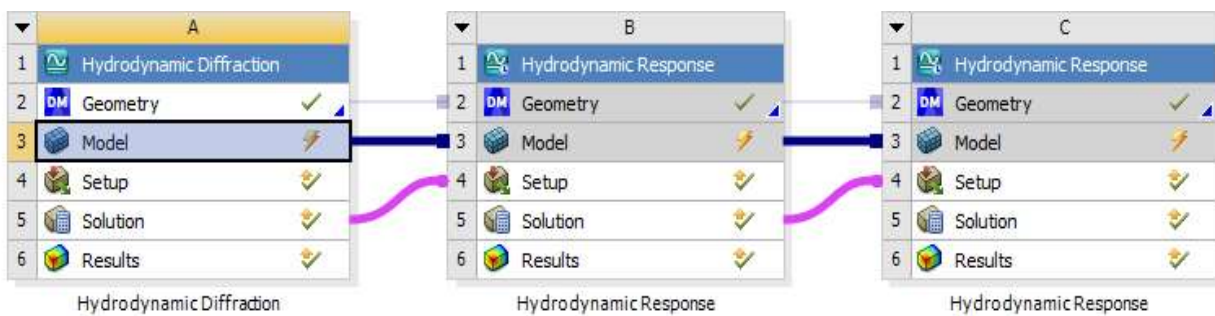 A B C
1 Hydrodynamic Diffraction 1 Hydrodynamic Response 1 Hydrodynamic Response
2 DM Geometry 2 DM Geometry 2 DM Geometry
3 Model 3 Model 3 Model
4 Setup 4 Setup 4 Setup
5 Solution 5 Solution 5 Solution
6 Results 6 Results 6 Results
Hydrodynamic Diffraction Hydrodynamic Response Hydrodynamic Response